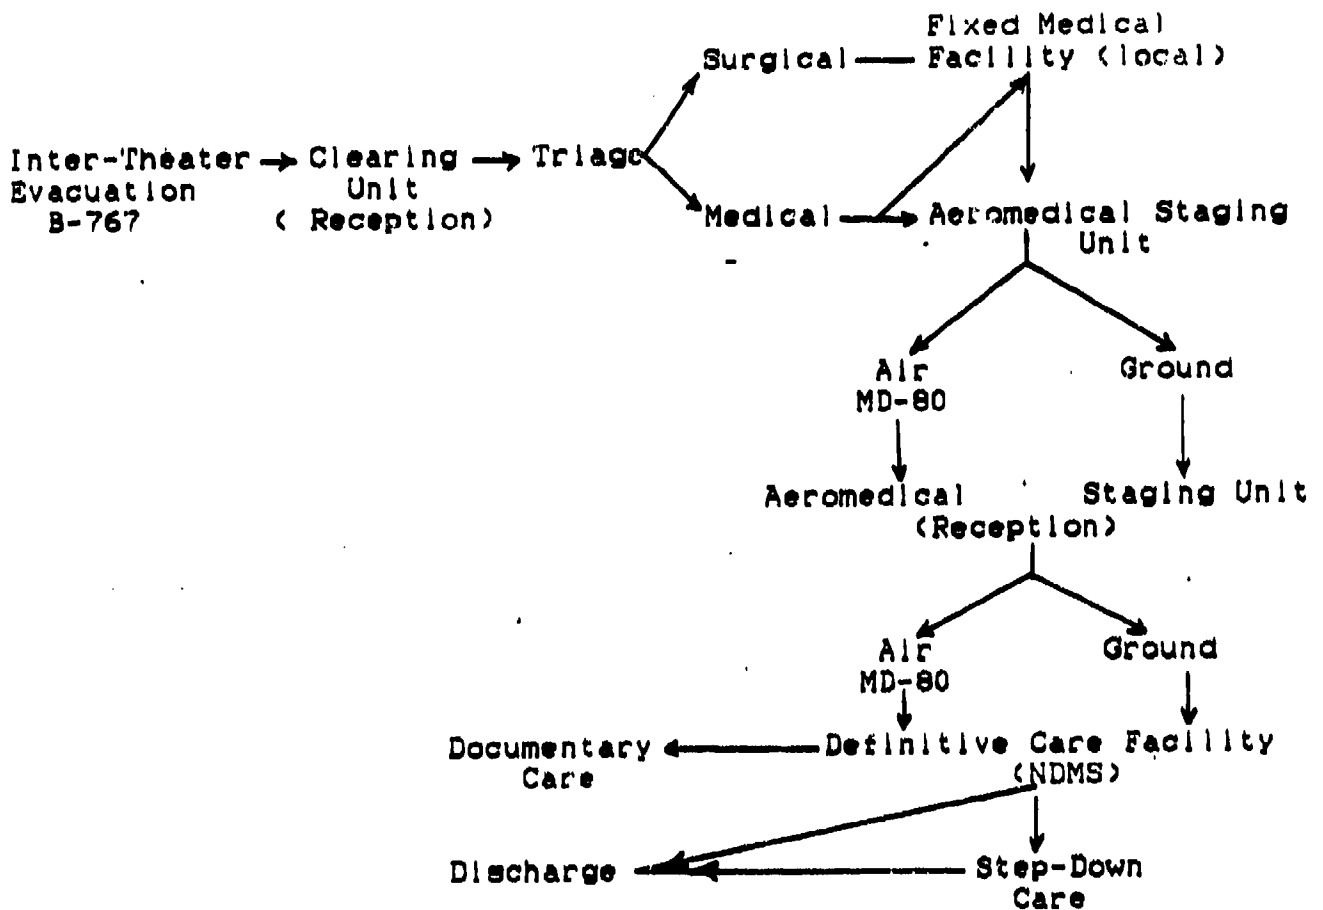 Fixed Medical
Surgical Facility (local)
Inter-Theater Clearing Triage
Evacuation Unit
B-767 (Reception)
Medical Aeromedical Staging
Unit
Air Ground
MD-80
Aeromedical Staging Unit
(Reception)
Air Ground
MD-80
Documentary Definitive Care Facility
Care (NDMS)
Discharge Step-Down
Care